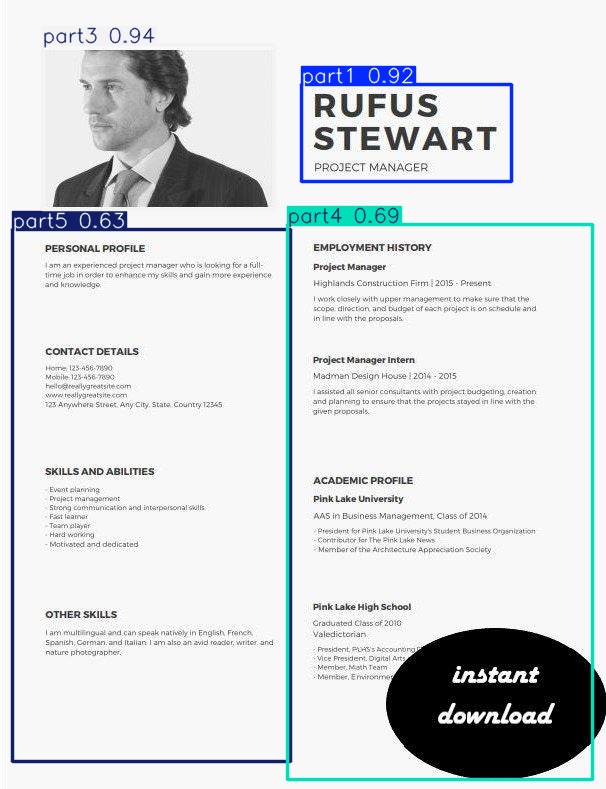 part3 0.94
part1 0.92
RUFUS
STEWART
PROJECT MANAGER
part5 0.63
PERSONAL PROFILE
I am an experienced project manager who is looking for a full-
time job in order to enhance my skills and gain more experience
and knowledge.
CONTACT DETAILS
Home: 123-456-7890
Mobile: 123-456-7890
hello@reallygreatsite.com
www.reallygreatsite.com
123 Anywhere Street, Any City, State, Country 12345
SKILLS AND ABILITIES
- Event planning
- Project management
- Strong communication and interpersonal skills
- Fast learner
- Team player
- Hard working
- Motivated and dedicated
OTHER SKILLS
I am multilingual and can speak natively in English, French,
Spanish, German, and Italian. I am also an avid reader, writer, and
nature photographer.
part4 0.69
EMPLOYMENT HISTORY
Project Manager
Highlands Construction Firm | 2015 - Present
I work closely with upper management to make sure that the
scope, direction, and budget of each project is on schedule and
in line with the proposals.
Project Manager Intern
Madman Design House | 2014 - 2015
I assisted all senior consultants with project budgeting, creation
and planning to ensure that the projects stayed in line with the
given proposals.
ACADEMIC PROFILE
Pink Lake University
AAS in Business Management, Class of 2014
- President for Pink Lake University's Student Business Organization
- Contributor for The Pink Lake News
- Member of the Architecture Appreciation Society
Pink Lake High School
Graduated Class of 2010
Valedictorian
- President, PLHS's Accounting
- Vice President, Digital Arts
- Member, Math Team
- Member,
instant
download